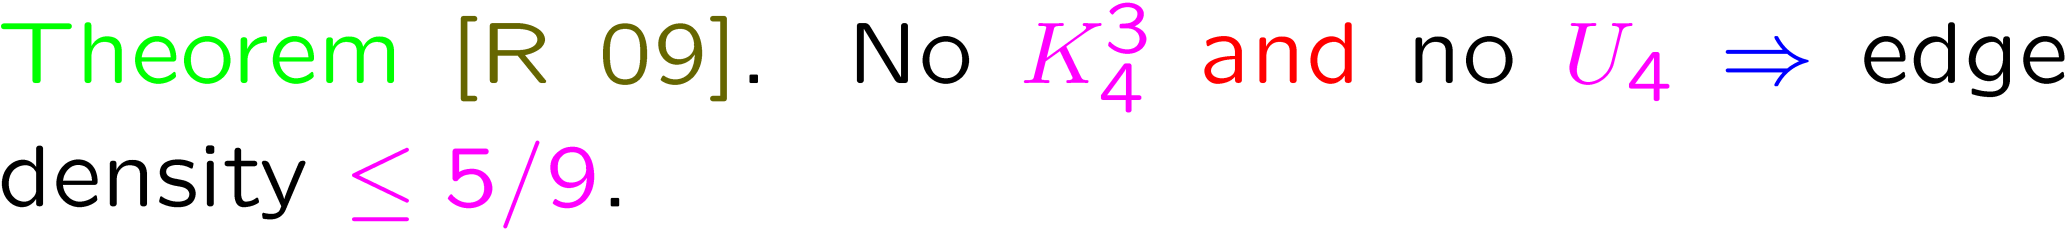 Theorem [R 09]. No $K_4^3$ and no $U_4$ ⇒ edge
density ≤ 5/9.